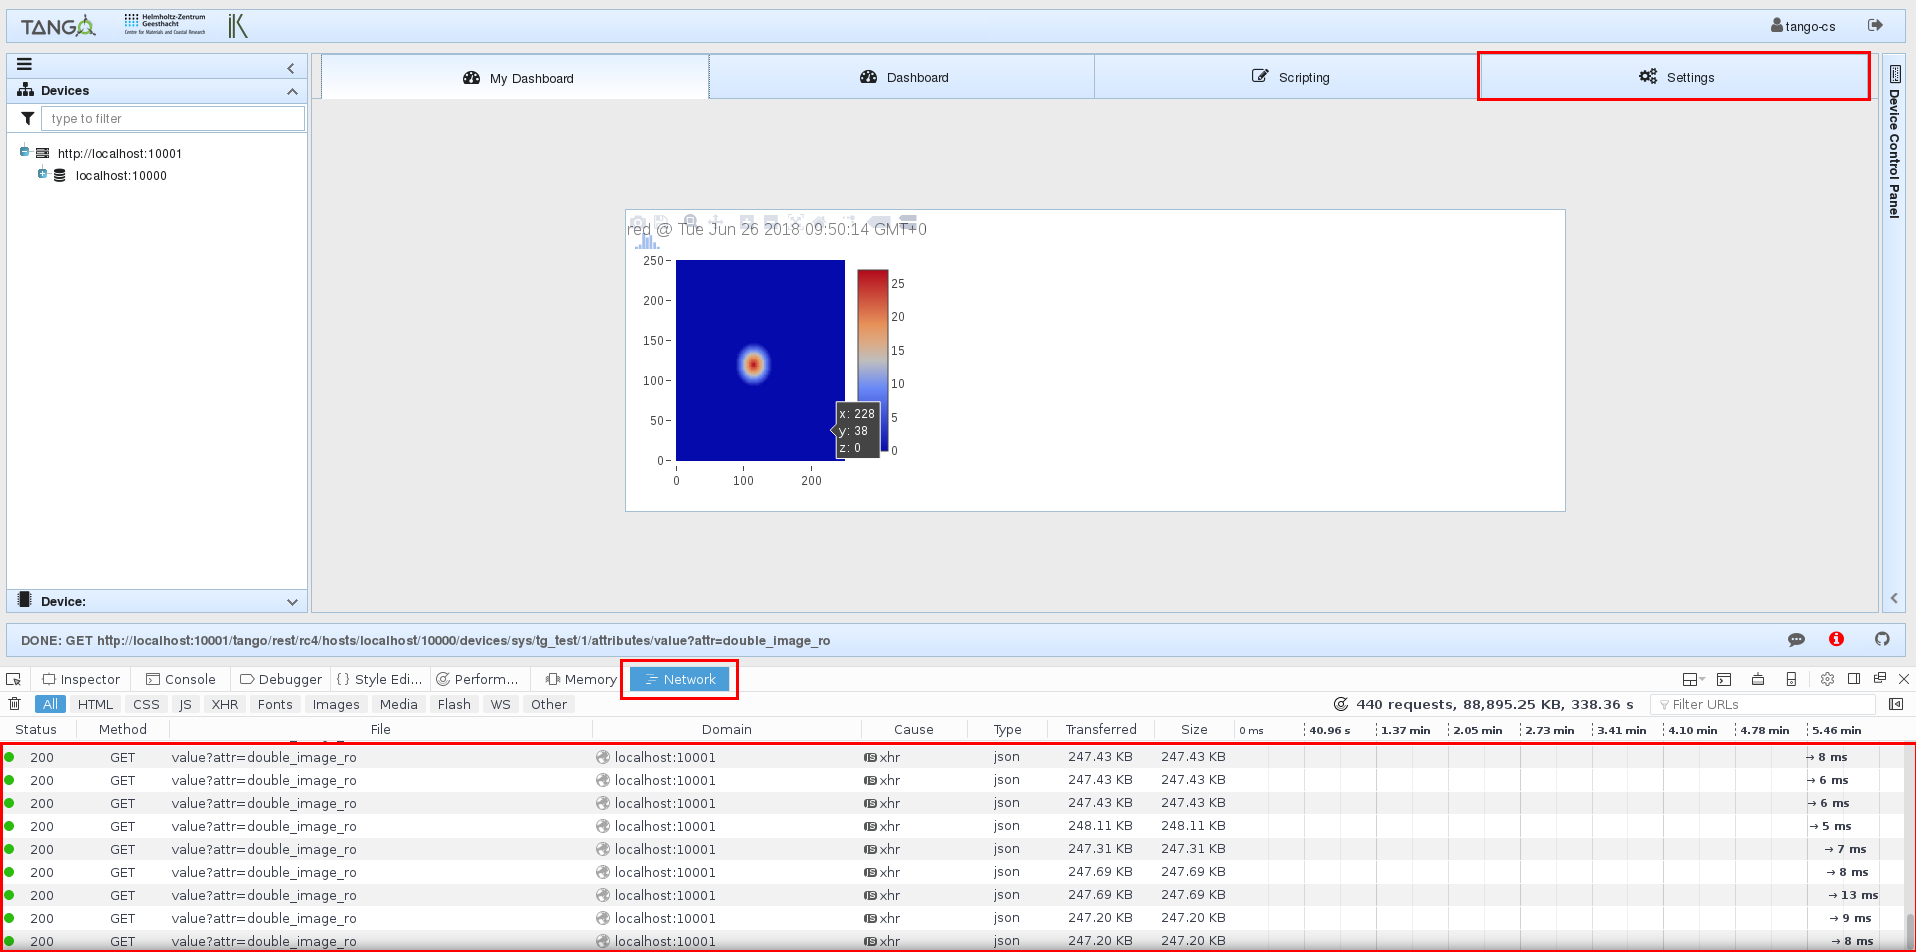 TANGO
Helmholtz-Zentrum
Geesthacht
Centre for Materials and Coastal Research
tango-cs
Devices
type to filter
http://localhost:10001
localhost:10000
Device:
My Dashboard
Dashboard
Scripting
Settings
Device Control Panel
red @ Tue Jun 26 2018 09:50:14 GMT+0
250
200
150
100
50
0
0 100 200
25
20
15
10
5
0
x: 228
y: 38
z: 0
DONE: GET http://localhost:10001/tango/rest/rc4/hosts/localhost/10000/devices/sys/tg_test/1/attributes/value?attr=double_image_ro
Inspector Console Debugger { } Style Edi... Perform... Memory Network
All HTML CSS JS XHR Fonts Images Media Flash WS Other 440 requests, 88,895.25 KB, 338.36 s Filter URLs
Status Method File Domain Cause Type Transferred Size 0 ms 40.96 s 1.37 min 2.05 min 2.73 min 3.41 min 4.10 min 4.78 min 5.46 min
200 GET value?attr=double_image_ro localhost:10001 JS xhr json 247.43 KB 247.43 KB → 8 ms
200 GET value?attr=double_image_ro localhost:10001 JS xhr json 247.43 KB 247.43 KB → 6 ms
200 GET value?attr=double_image_ro localhost:10001 JS xhr json 247.43 KB 247.43 KB → 6 ms
200 GET value?attr=double_image_ro localhost:10001 JS xhr json 248.11 KB 248.11 KB → 5 ms
200 GET value?attr=double_image_ro localhost:10001 JS xhr json 247.31 KB 247.31 KB → 7 ms
200 GET value?attr=double_image_ro localhost:10001 JS xhr json 247.69 KB 247.69 KB → 8 ms
200 GET value?attr=double_image_ro localhost:10001 JS xhr json 247.69 KB 247.69 KB → 13 ms
200 GET value?attr=double_image_ro localhost:10001 JS xhr json 247.20 KB 247.20 KB → 9 ms
200 GET value?attr=double_image_ro localhost:10001 JS xhr json 247.20 KB 247.20 KB → 8 ms